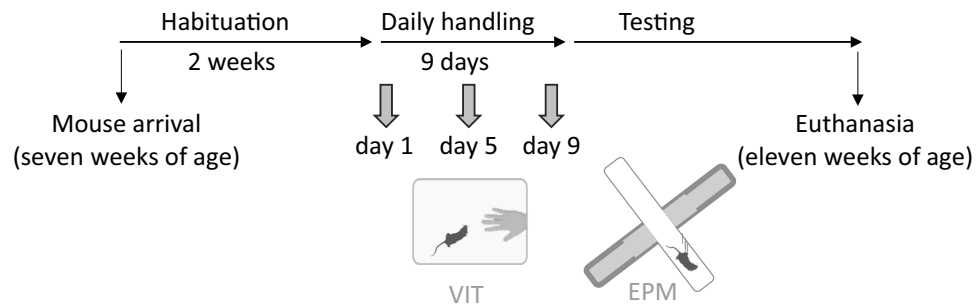 Habituation
Daily handling
Testing
2 weeks
9 days
Mouse arrival
(seven weeks of age)
day 1
day 5
day 9
Euthanasia
(eleven weeks of age)
VIT
EPM